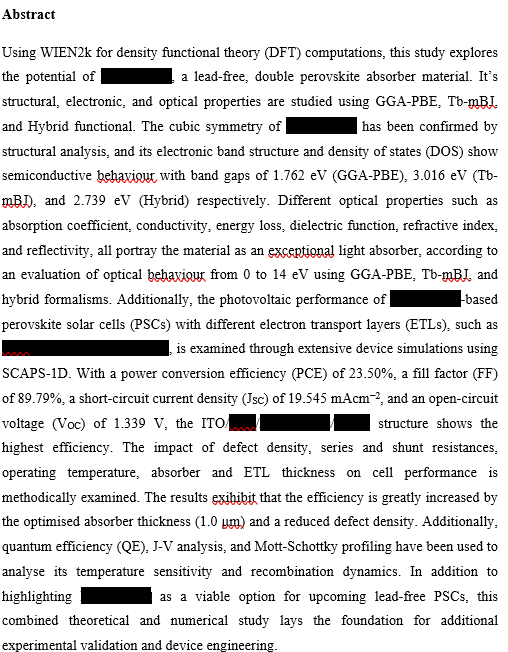 Abstract
Using WIEN2k for density functional theory (DFT) computations, this study explores
the potential of , a lead-free, double perovskite absorber material. It's
structural, electronic, and optical properties are studied using GGA-PBE, Tb-mBJ,
and Hybrid functional. The cubic symmetry of has been confirmed by
structural analysis, and its electronic band structure and density of states (DOS) show
semiconductive behaviour with band gaps of 1.762 eV (GGA-PBE), 3.016 eV (Tb-
mBJ), and 2.739 eV (Hybrid) respectively. Different optical properties such as
absorption coefficient, conductivity, energy loss, dielectric function, refractive index,
and reflectivity, all portray the material as an exceptional light absorber, according to
an evaluation of optical behaviour from 0 to 14 eV using GGA-PBE, Tb-mBJ, and
hybrid formalisms. Additionally, the photovoltaic performance of -based
perovskite solar cells (PSCs) with different electron transport layers (ETLs), such as
, is examined through extensive device simulations using
SCAPS-1D. With a power conversion efficiency (PCE) of 23.50%, a fill factor (FF)
of 89.79%, a short-circuit current density (JSC) of 19.545 mAcm⁻², and an open-circuit
voltage (VOC) of 1.339 V, the ITO/ / / structure shows the
highest efficiency. The impact of defect density, series and shunt resistances,
operating temperature, absorber and ETL thickness on cell performance is
methodically examined. The results exihibit that the efficiency is greatly increased by
the optimised absorber thickness (1.0 μm) and a reduced defect density. Additionally,
quantum efficiency (QE), J-V analysis, and Mott-Schottky profiling have been used to
analyse its temperature sensitivity and recombination dynamics. In addition to
highlighting as a viable option for upcoming lead-free PSCs, this
combined theoretical and numerical study lays the foundation for additional
experimental validation and device engineering.